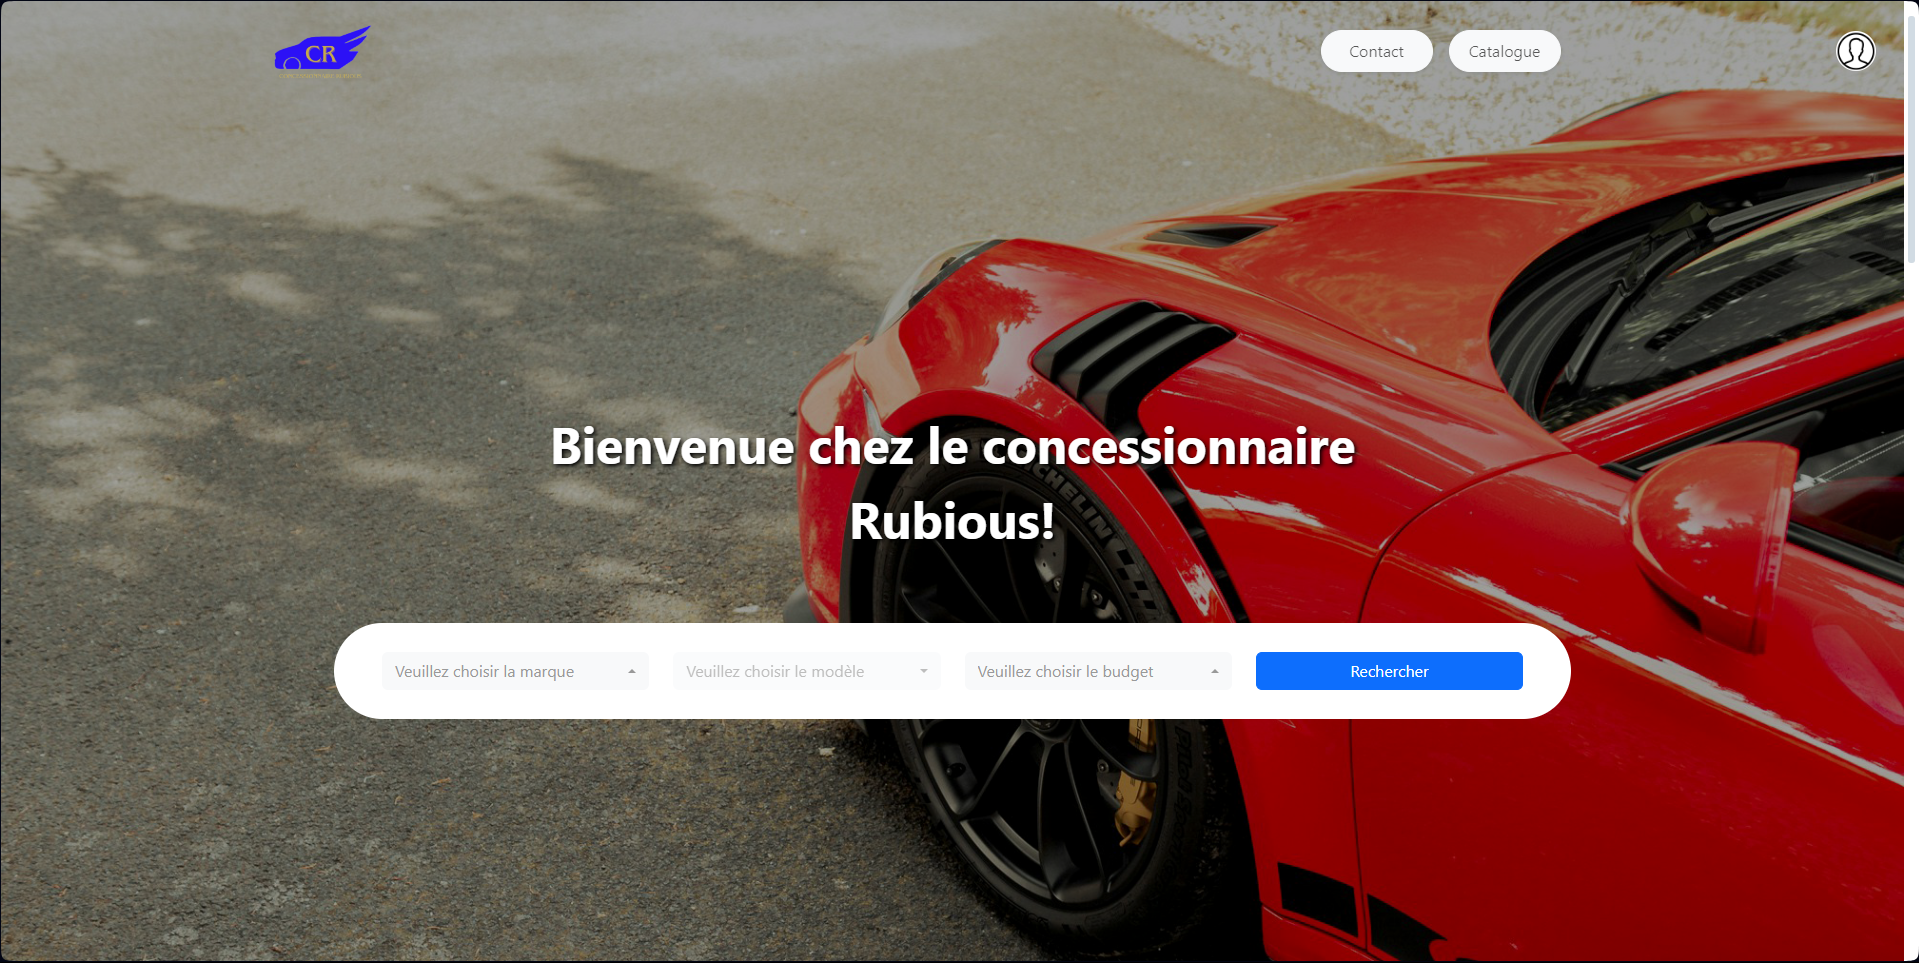 CR
Contact
Catalogue
Bienvenue chez le concessionnaire
Rubious!
Veuillez choisir la marque
Veuillez choisir le modèle
Veuillez choisir le budget
Rechercher